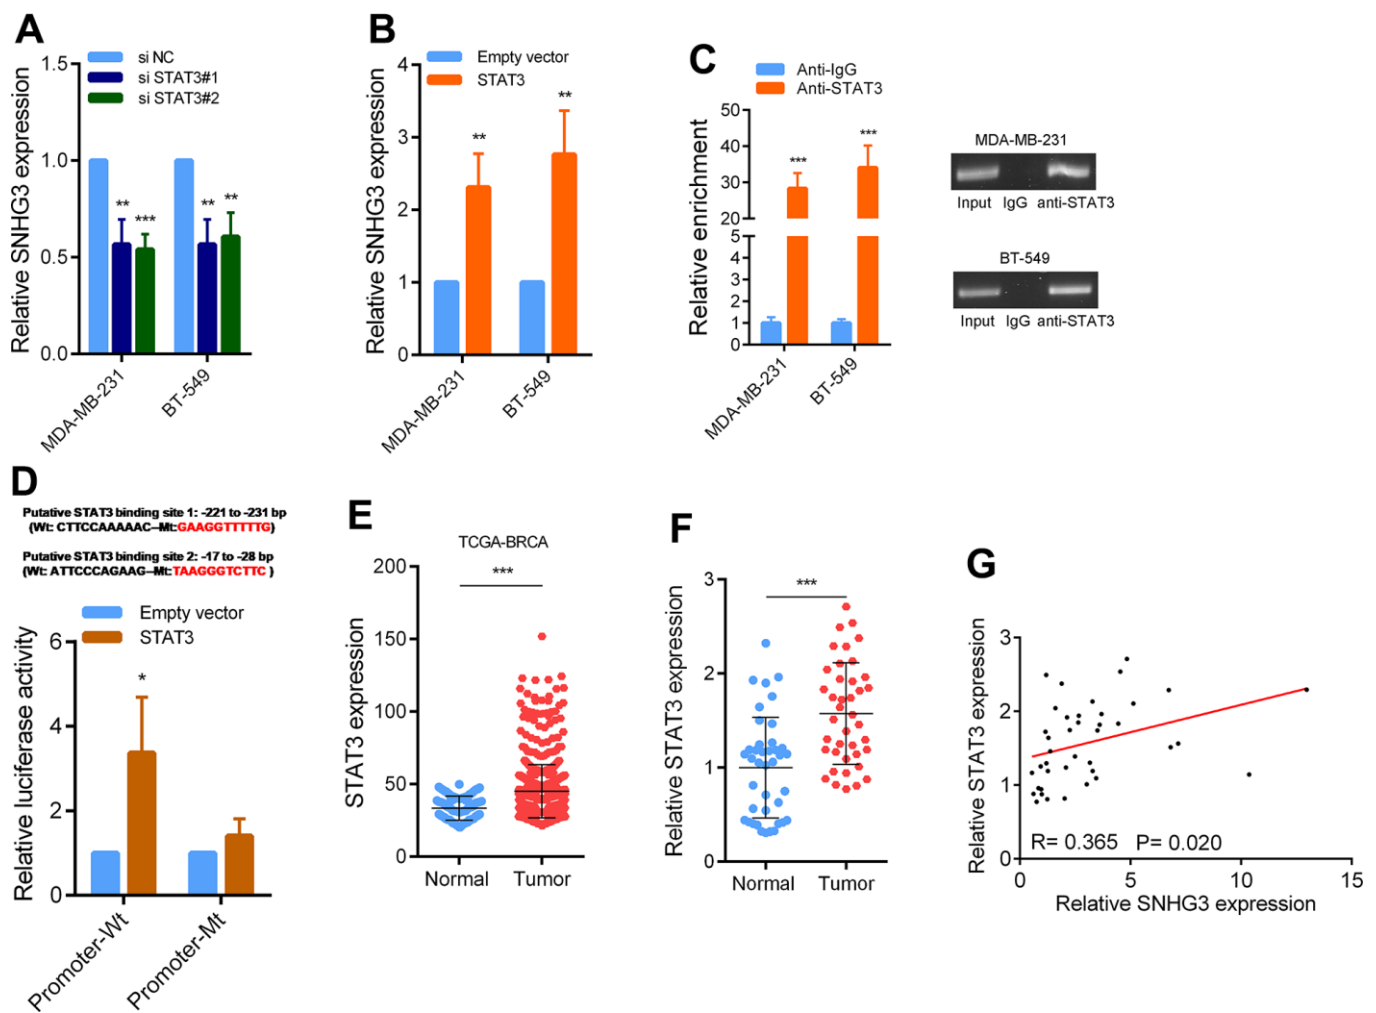 A
si NC
si STAT3#1
si STAT3#2
Relative SNHG3 expression
1.5
1.0
0.5
0.0
** *** ** **
MDA-MB-231
BT-549
B
Empty vector
STAT3
Relative SNHG3 expression
4
3
2
1
0
** **
MDA-MB-231
BT-549
C
Anti-IgG
Anti-STAT3
Relative enrichment
50
40
30
20
5
4
3
2
1
0
*** ***
MDA-MB-231
BT-549
MDA-MB-231
Input IgG anti-STAT3
BT-549
Input IgG anti-STAT3
D
Putative STAT3 binding site 1: -221 to -231 bp
(Wt: CTTCCAAAAAC--Mt:GAAGGTTTTTG)
Putative STAT3 binding site 2: -17 to -28 bp
(Wt: ATTCCCAGAAG--Mt:TAAGGGTCTTC )
Empty vector
STAT3
Relative luciferase activity
6
4
2
0
*
Promoter-Wt
Promoter-Mt
E
TCGA-BRCA
***
STAT3 expression
200
150
100
50
0
Normal Tumor
F
***
Relative STAT3 expression
3
2
1
0
Normal Tumor
G
Relative STAT3 expression
3
2
1
0
R= 0.365 P= 0.020
0 5 10 15
Relative SNHG3 expression